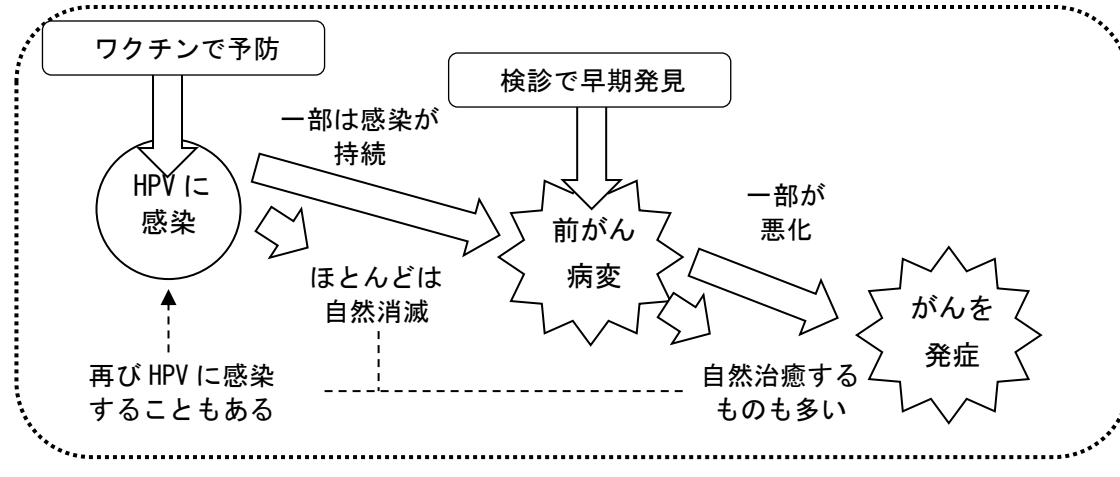 ワクチンで予防
検診で早期発見
一部は感染が
持続
HPVに
感染
一部が
悪化
前がん
病変
ほとんどは
自然消滅
がんを
発症
再びHPVに感染
することもある
自然治癒する
ものも多い